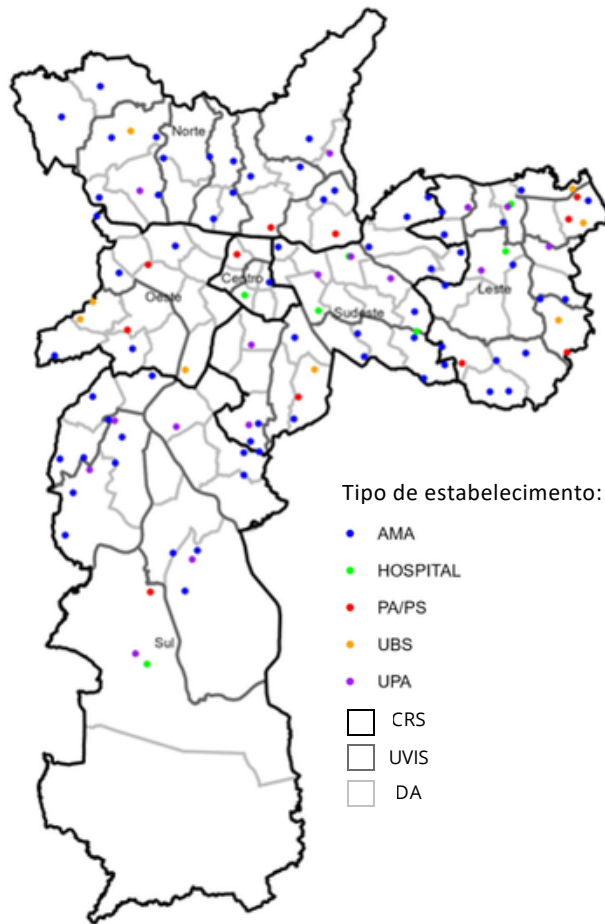 Norte
Centro
Oeste
Leste
Sudeste
Tipo de estabelecimento:
AMA
HOSPITAL
PA/PS
UBS
UPA
Sul
CRS
UVIS
DA